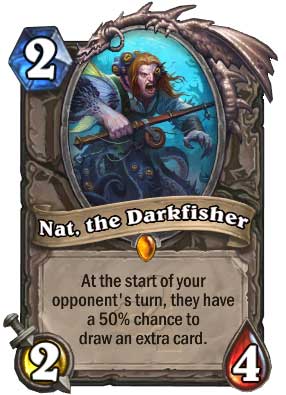 2
Nat, the Darkfisher
At the start of your
opponent's turn, they have
a 50% chance to
draw an extra card.
2
4